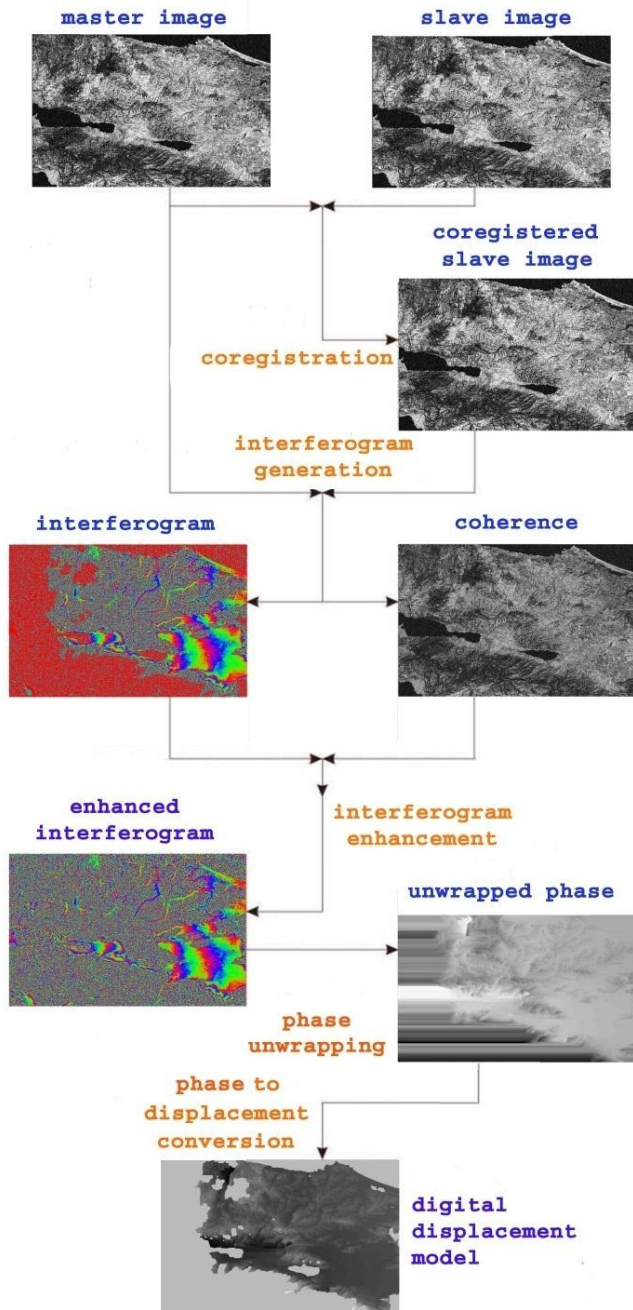 master image
slave image
coregistered
slave image
coregistration
interferogram
generation
interferogram
coherence
enhanced
interferogram
interferogram
enhancement
unwrapped phase
phase
unwrapping
phase to
displacement
conversion
digital
displacement
model